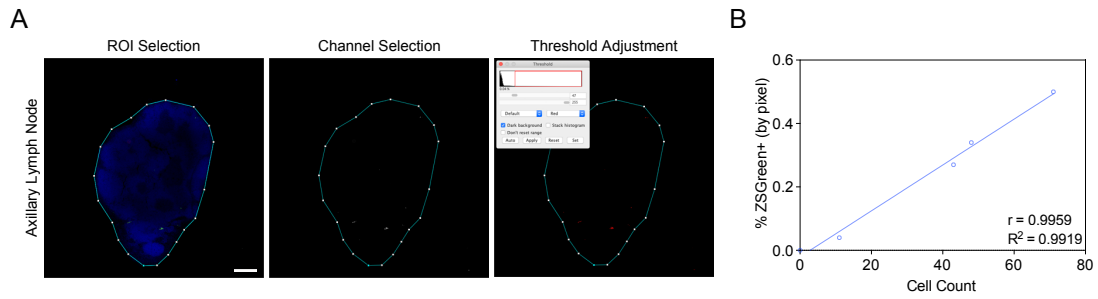 A
B
ROI Selection
Channel Selection
Threshold Adjustment
Axillary Lymph Node
Threshold
47
255
Default
Red
Dark background
Stack histogram
Don't reset range
Auto
Apply
Reset
Set
% ZSGreen+ (by pixel)
0.6
0.4
0.2
0.0
r = 0.9959
R² = 0.9919
0
20
40
60
80
Cell Count